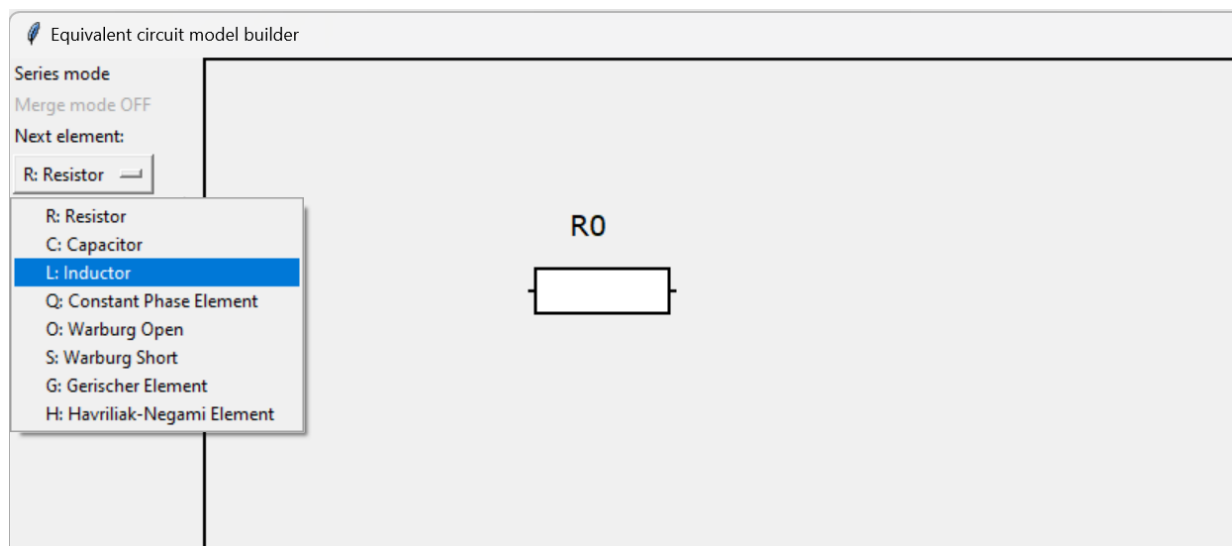 Equivalent circuit model builder
Series mode
Merge mode OFF
Next element:
R: Resistor
R: Resistor
C: Capacitor
L: Inductor
Q: Constant Phase Element
O: Warburg Open
S: Warburg Short
G: Gerischer Element
H: Havriliak-Negami Element
R0